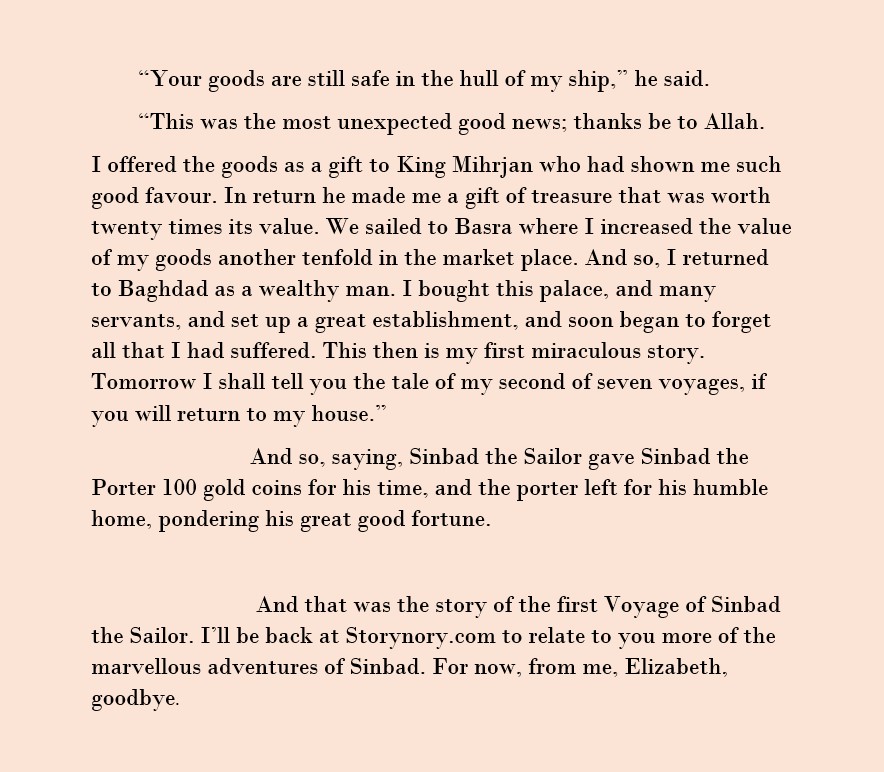 “Your goods are still safe in the hull of my ship,” he said.
“This was the most unexpected good news; thanks be to Allah.
I offered the goods as a gift to King Mihrjan who had shown me such
good favour. In return he made me a gift of treasure that was worth
twenty times its value. We sailed to Basra where I increased the value
of my goods another tenfold in the market place. And so, I returned
to Baghdad as a wealthy man. I bought this palace, and many
servants, and set up a great establishment, and soon began to forget
all that I had suffered. This then is my first miraculous story.
Tomorrow I shall tell you the tale of my second of seven voyages, if
you will return to my house.”
And so, saying, Sinbad the Sailor gave Sinbad the
Porter 100 gold coins for his time, and the porter left for his humble
home, pondering his great good fortune.
And that was the story of the first Voyage of Sinbad
the Sailor. I’ll be back at Storynory.com to relate to you more of the
marvellous adventures of Sinbad. For now, from me, Elizabeth,
goodbye.